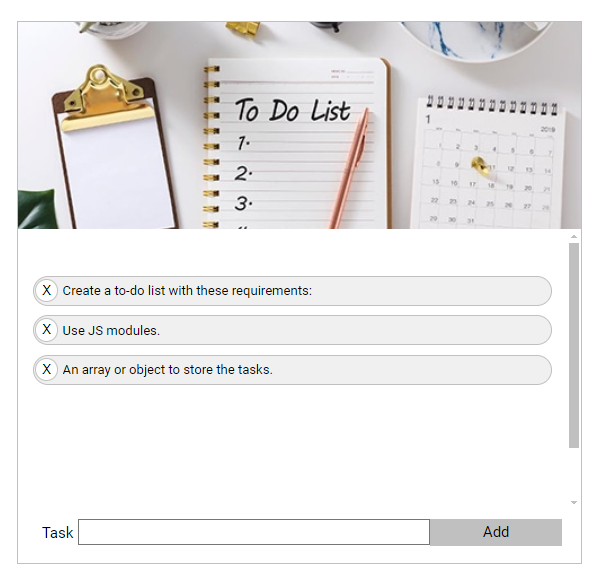 To Do List
1.
2.
3.
1
2019
X Create a to-do list with these requirements:
X Use JS modules.
X An array or object to store the tasks.
Task
Add